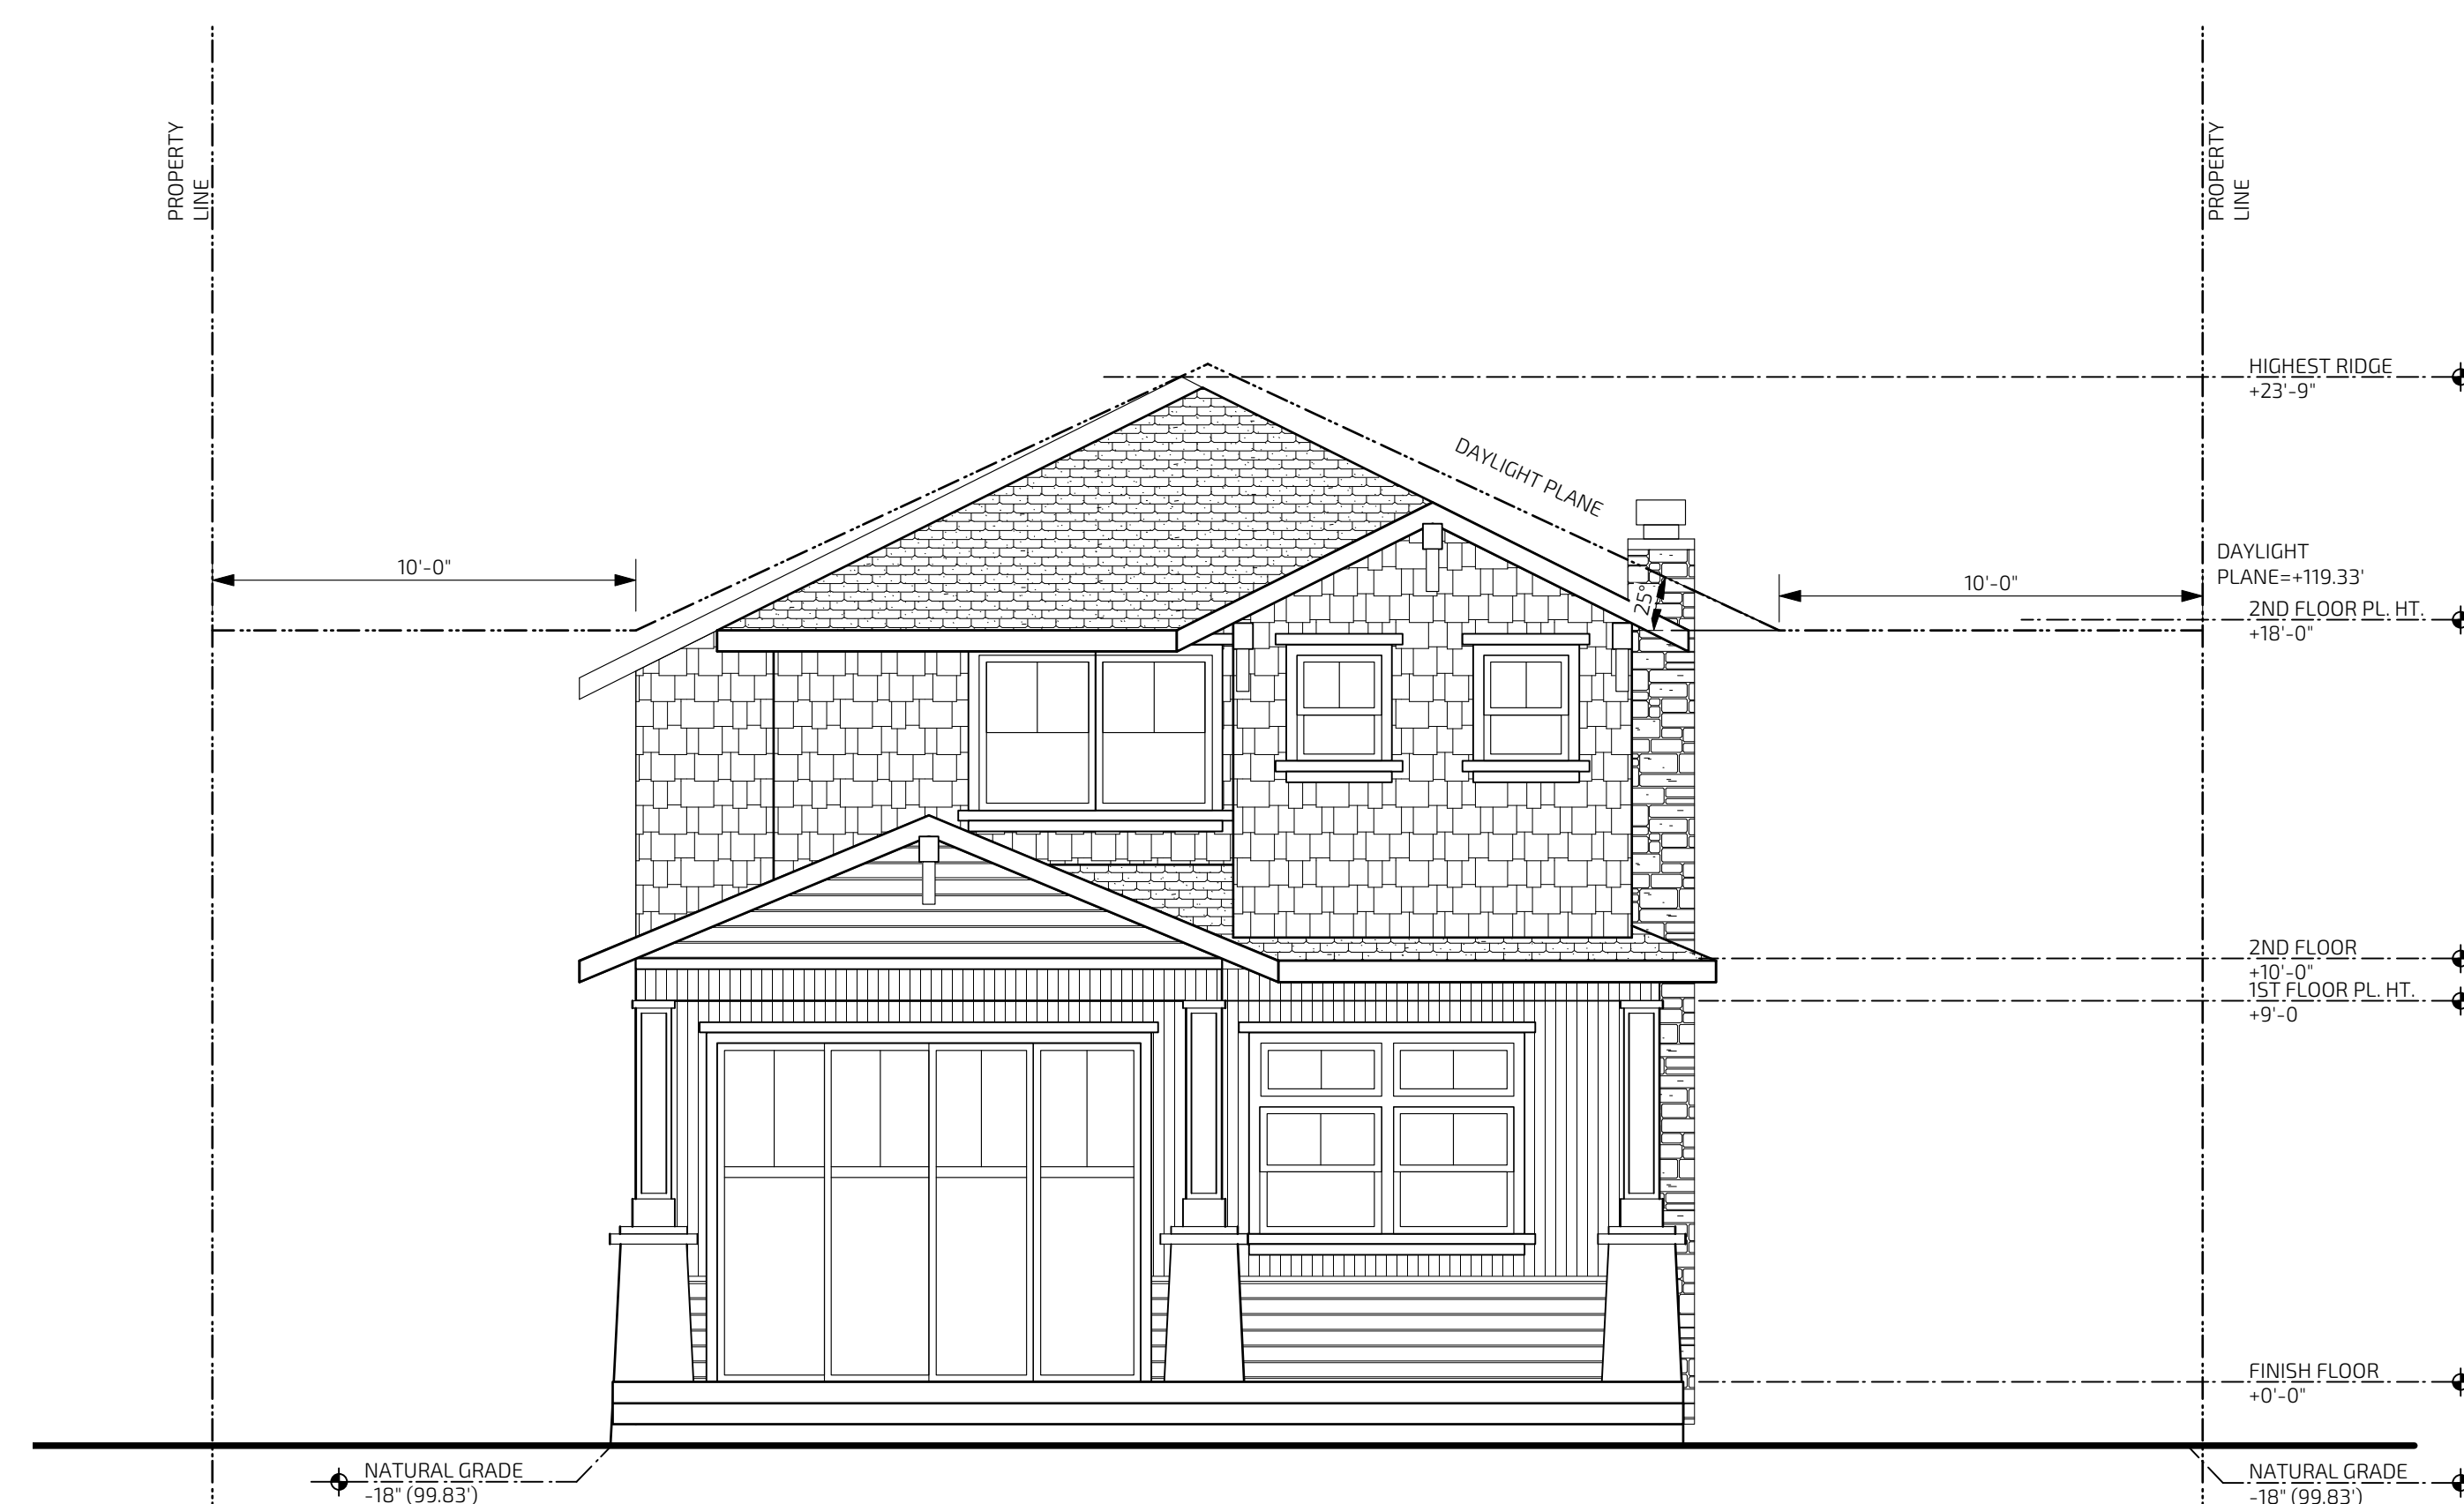 PROPERTY
LINE
PROPERTY
LINE
HIGHEST RIDGE
+23'-9"
DAYLIGHT PLANE
10'-0"
25°
10'-0"
DAYLIGHT
PLANE=+119.33'
2ND FLOOR PL. HT.
+18'-0"
2ND FLOOR
+10'-0"
1ST FLOOR PL. HT.
+9'-0
FINISH FLOOR
+0'-0"
NATURAL GRADE
-18" (99.83')
NATURAL GRADE
-18" (99.83')